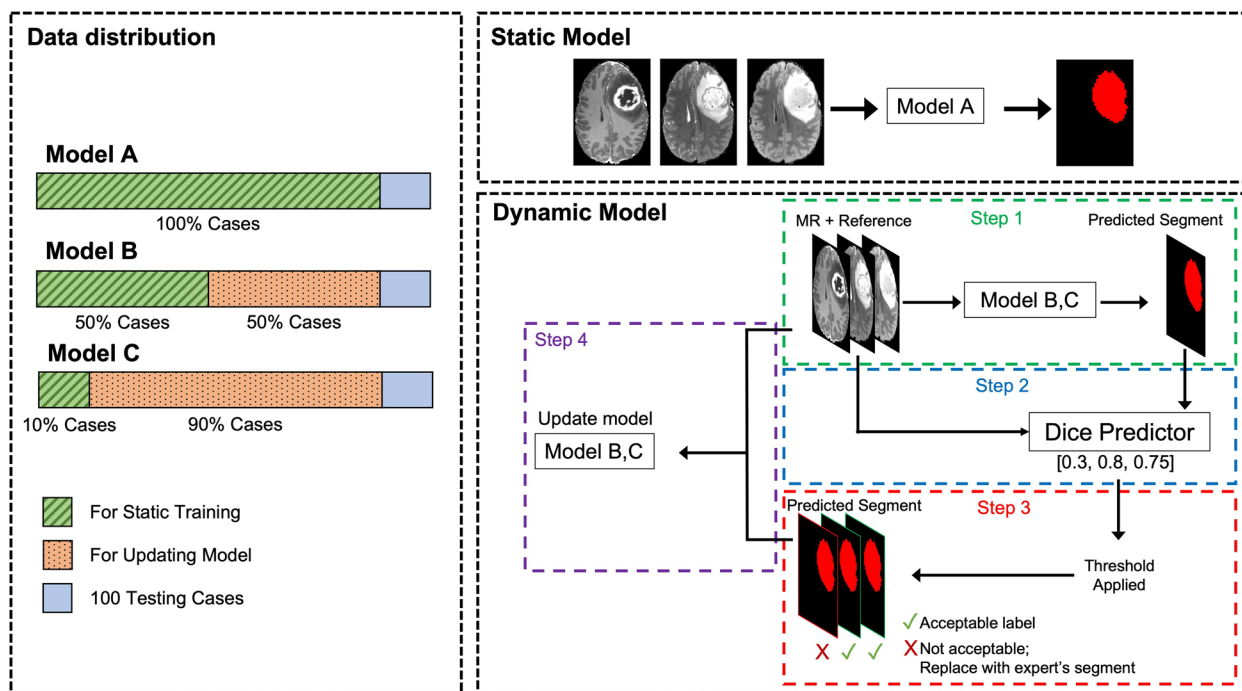 Data distribution
Model A
100% Cases
Model B
50% Cases
50% Cases
Model C
10% Cases
90% Cases
For Static Training
For Updating Model
100 Testing Cases
Static Model
Model A
Dynamic Model
Step 1
MR + Reference
Predicted Segment
Model B,C
Step 2
Dice Predictor
[0.3, 0.8, 0.75]
Step 3
Predicted Segment
Threshold
Applied
✓ Acceptable label
X ✓ ✓
X Not acceptable;
Replace with expert's segment
Step 4
Update model
Model B,C